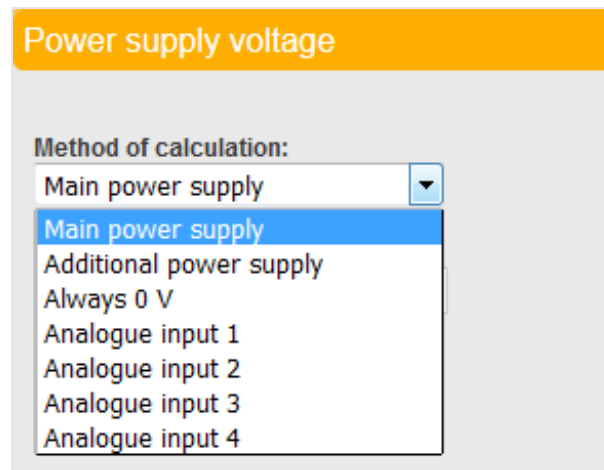 Power supply voltage
Method of calculation:
Main power supply
Main power supply
Additional power supply
Always 0 V
Analogue input 1
Analogue input 2
Analogue input 3
Analogue input 4